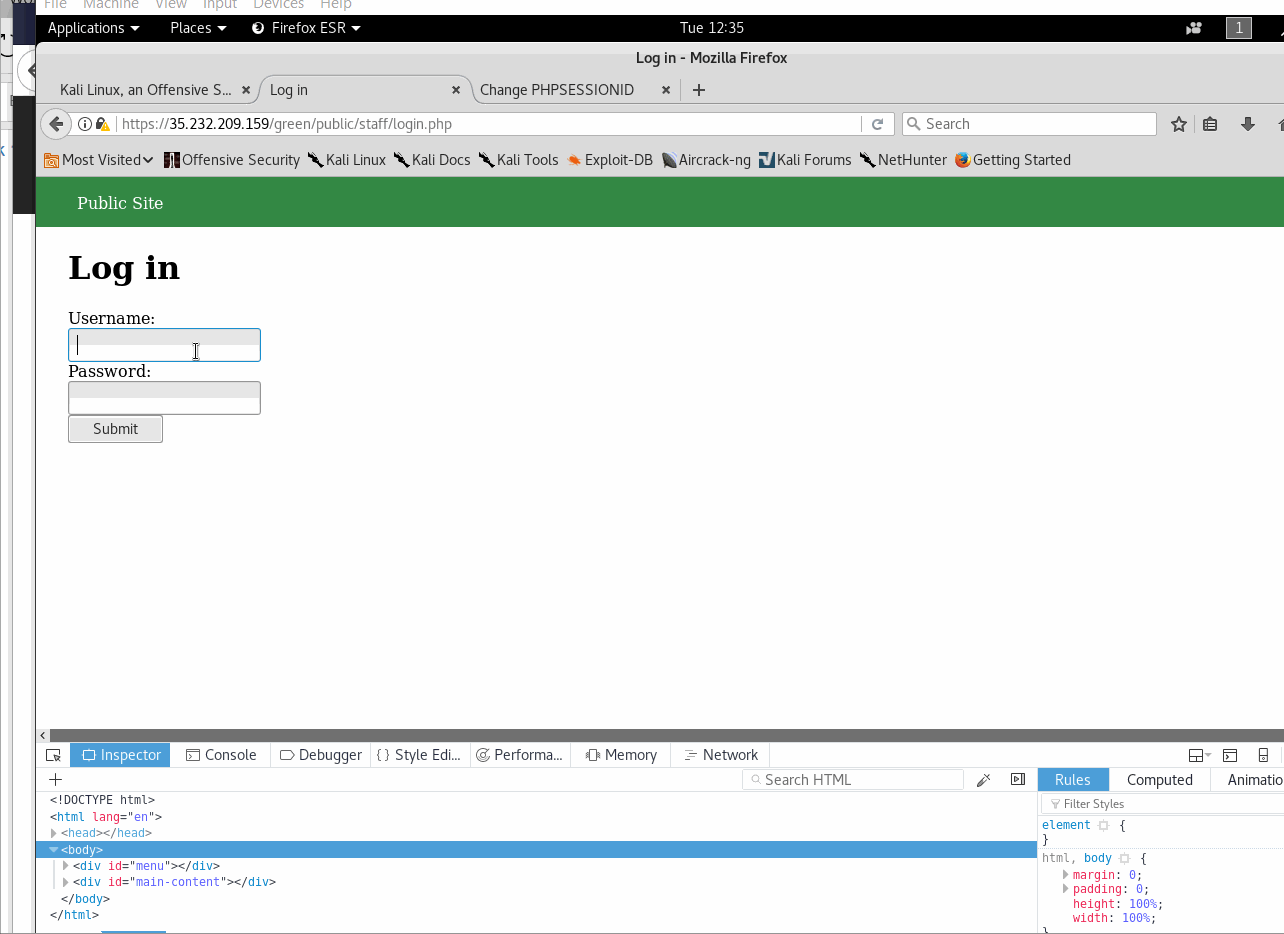 File Machine View Input Devices Help
Applications Places Firefox ESR Tue 12:35 1
Log in - Mozilla Firefox
Kali Linux, an Offensive S... Log in Change PHPSESSIONID
https://35.232.209.159/green/public/staff/login.php Search
Most Visited Offensive Security Kali Linux Kali Docs Kali Tools Exploit-DB Aircrack-ng Kali Forums NetHunter Getting Started
Public Site
Log in
Username:
Password:
Submit
Inspector Console Debugger Style Edi... Performa... Memory Network
Search HTML Rules Computed
<!DOCTYPE html> Filter Styles
<html lang="en"> element {
<head></head> }
<body> html, body {
<div id="menu"></div> margin: 0;
<div id="main-content"></div> padding: 0;
</body> height: 100%;
</html> width: 100%;
}